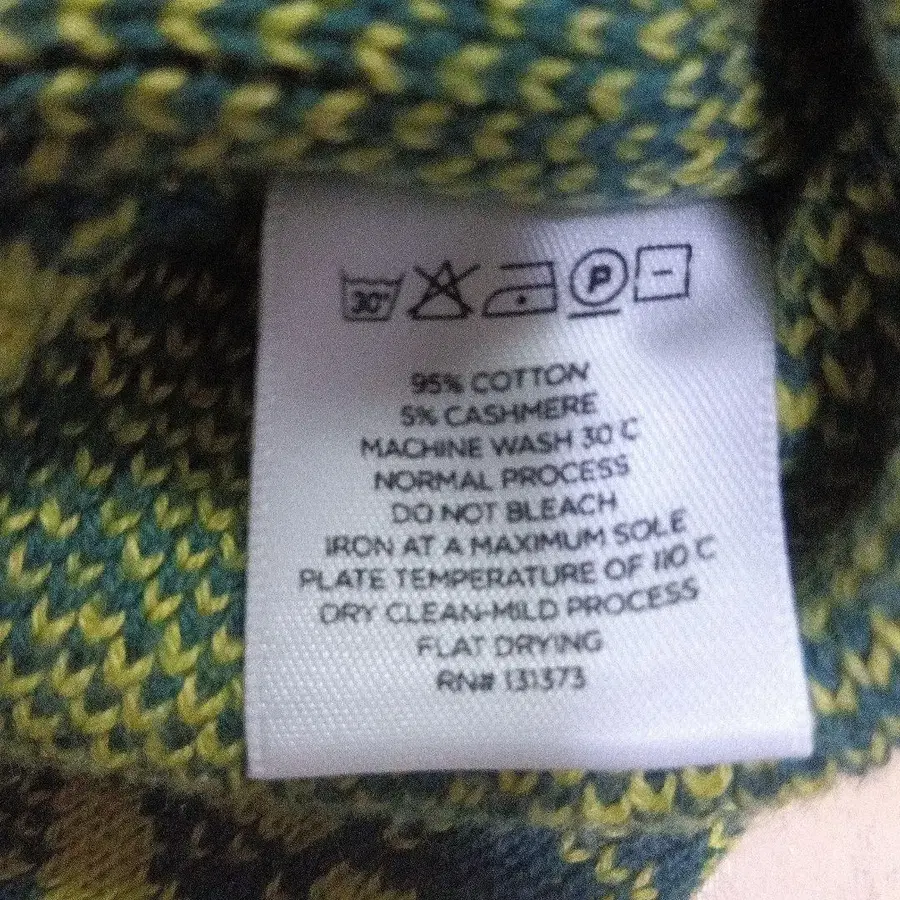 30°
P
95% COTTON
5% CASHMERE
MACHINE WASH 30 C
NORMAL PROCESS
DO NOT BLEACH
IRON AT A MAXIMUM SOLE
PLATE TEMPERATURE OF 110 C
DRY CLEAN-MILD PROCESS
FLAT DRYING
RN# 131373